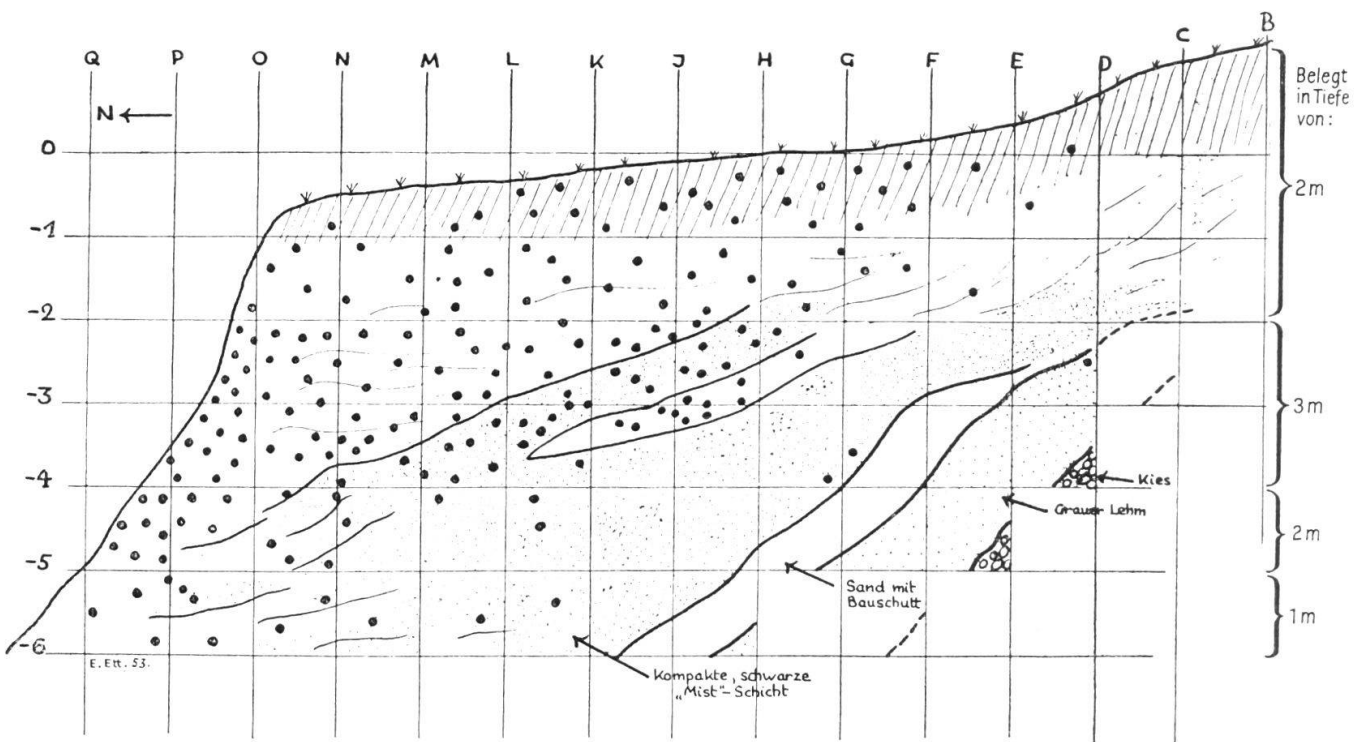 Q P O N M L K J H G F E D C B
N
Belegt
in Tiefe
von:
0
-1
2m
-2
-3
3m
-4
Kies
Grauer Lehm
2m
-5
Sand mit
Bauschutt
1m
-6
E. Ett. 53.
Kompakte, schwarze
„Mist"-Schicht